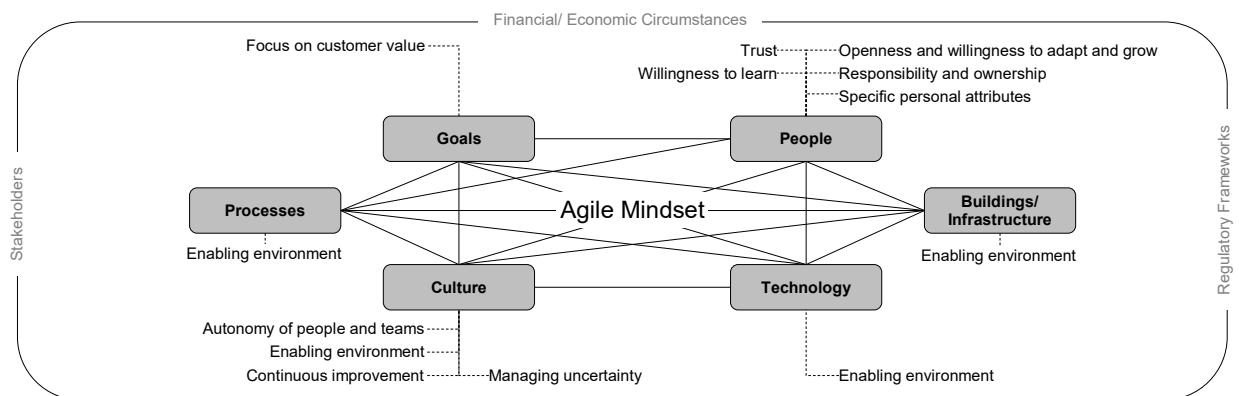 Financial/ Economic Circumstances
Focus on customer value
Trust
Openness and willingness to adapt and grow
Willingness to learn
Responsibility and ownership
Specific personal attributes
Goals
People
Stakeholders
Processes
Agile Mindset
Buildings/
Infrastructure
Regulatory Frameworks
Enabling environment
Enabling environment
Culture
Technology
Autonomy of people and teams
Enabling environment
Continuous improvement
Managing uncertainty
Enabling environment